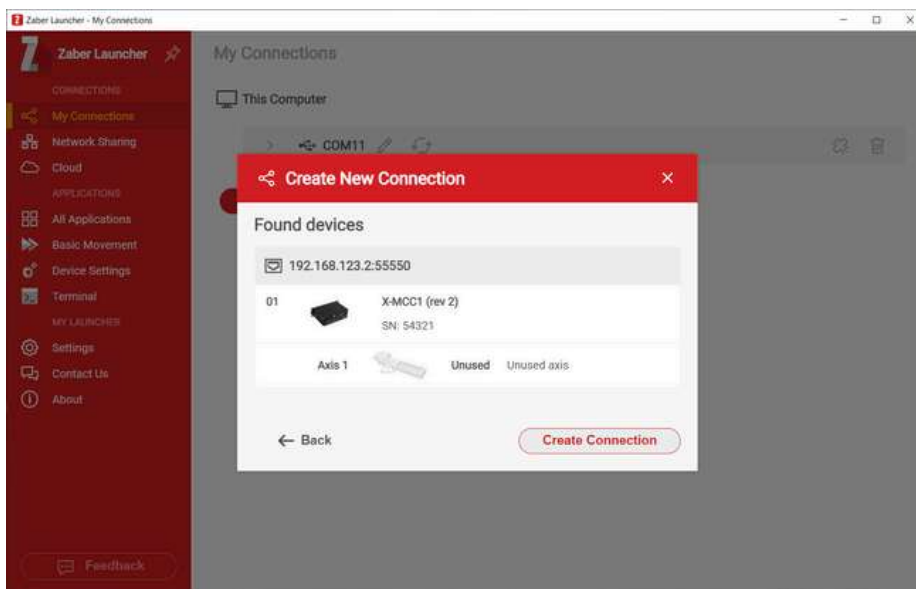 Zaber Launcher - My Connections
Zaber Launcher
My Connections
CONNECTIONS
My Connections
Network Sharing
Cloud
APPLICATIONS
All Applications
Basic Movement
Device Settings
Terminal
MY LAUNCHER
Settings
Contact Us
About
Feedback
This Computer
COM11
Create New Connection
Found devices
192.168.123.2:55550
01
X-MCC1 (rev 2)
SN: 54321
Axis 1
Unused
Unused axis
Back
Create Connection